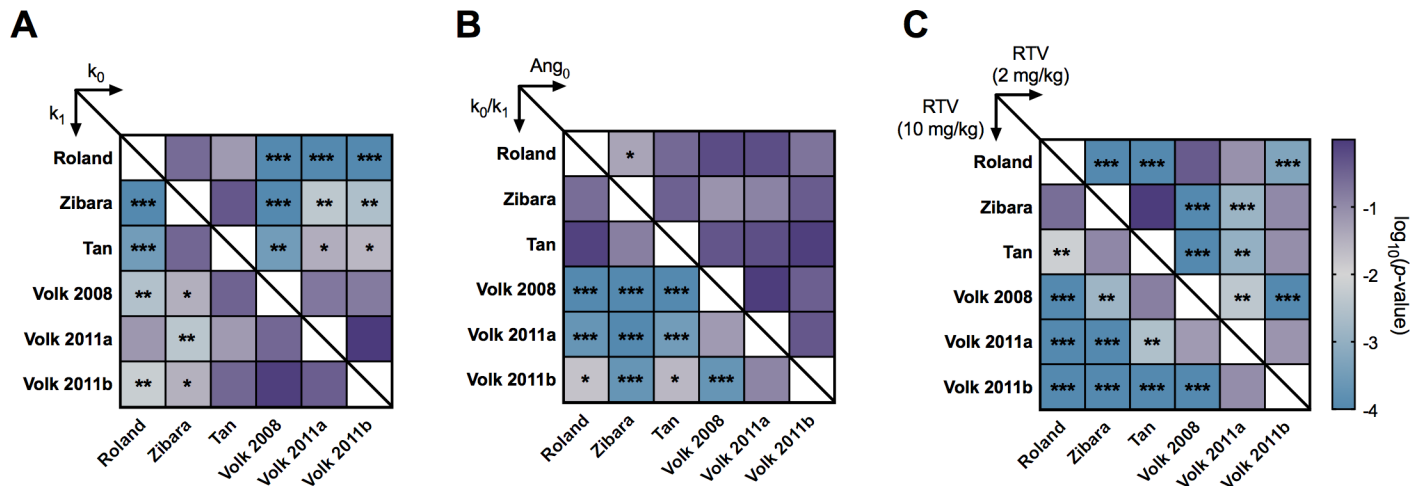 A
k₀
k₁
Roland
*** *** ***
Zibara
*** *** ** **
Tan
*** ** * *
Volk 2008
** *
Volk 2011a
**
Volk 2011b
** *
Roland
Zibara
Tan
Volk 2008
Volk 2011a
Volk 2011b
B
Ang₀
k₀/k₁
Roland
*
Zibara
Tan
Volk 2008
*** *** ***
Volk 2011a
*** *** ***
Volk 2011b
* *** * ***
Roland
Zibara
Tan
Volk 2008
Volk 2011a
Volk 2011b
C
RTV
(2 mg/kg)
RTV
(10 mg/kg)
Roland
*** *** ***
Zibara
*** ***
Tan
** *** **
Volk 2008
*** ** ** ***
Volk 2011a
*** *** **
Volk 2011b
*** *** *** ***
Roland
Zibara
Tan
Volk 2008
Volk 2011a
Volk 2011b
-1
-2
-3
-4
log₁₀(p-value)